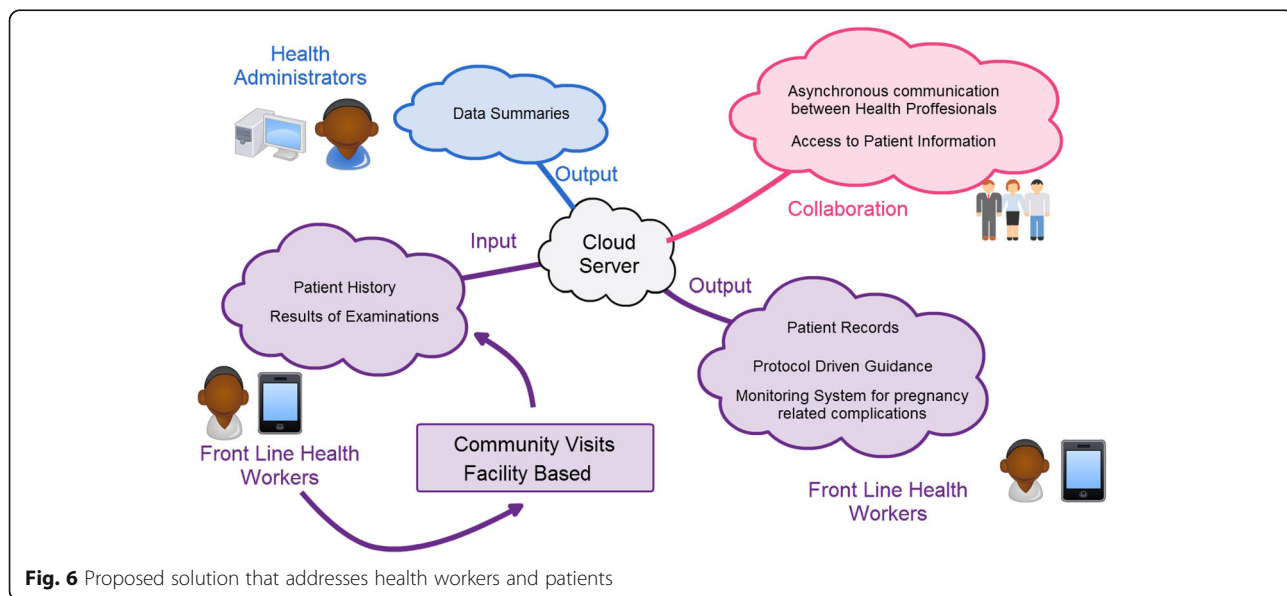 Health
Administrators
Data Summaries
Output
Asynchronous communication
between Health Proffesionals
Access to Patient Information
Collaboration
Input
Cloud
Server
Patient History
Results of Examinations
Output
Patient Records
Protocol Driven Guidance
Monitoring System for pregnancy
related complications
Front Line Health
Workers
Community Visits
Facility Based
Front Line Health
Workers
Fig. 6 Proposed solution that addresses health workers and patients